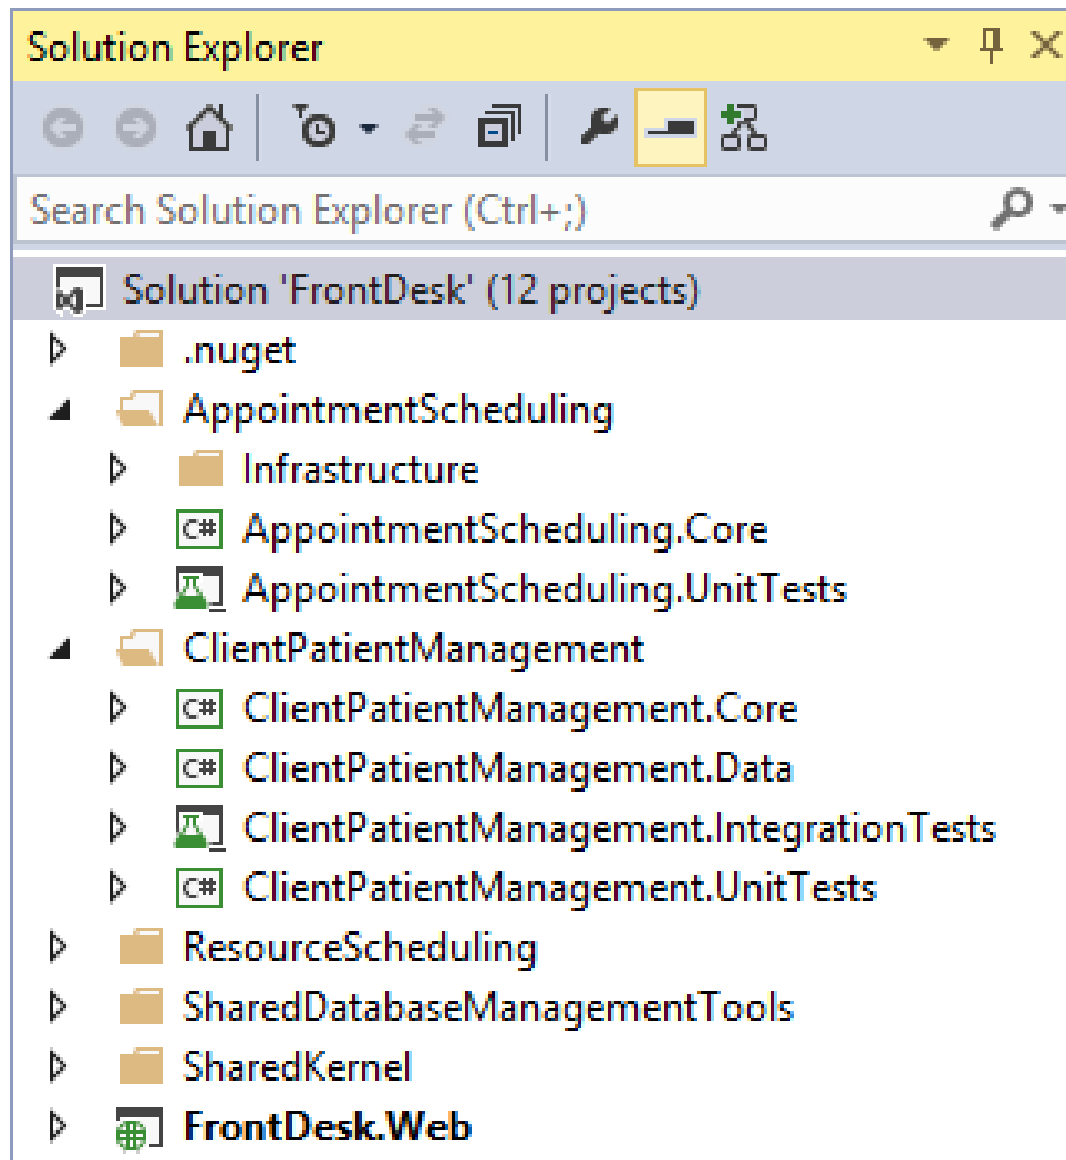 Solution Explorer
Search Solution Explorer (Ctrl+;)
Solution 'FrontDesk' (12 projects)
.nuget
AppointmentScheduling
Infrastructure
C# AppointmentScheduling.Core
AppointmentScheduling.UnitTests
ClientPatientManagement
C# ClientPatientManagement.Core
C# ClientPatientManagement.Data
ClientPatientManagement.IntegrationTests
C# ClientPatientManagement.UnitTests
ResourceScheduling
SharedDatabaseManagementTools
SharedKernel
FrontDesk.Web